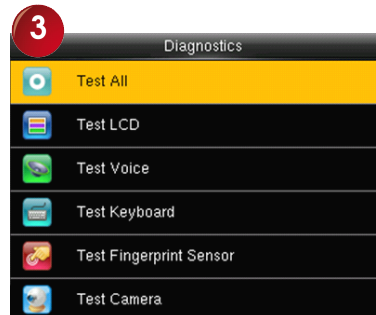 3
Diagnostics
Test All
Test LCD
Test Voice
Test Keyboard
Test Fingerprint Sensor
Test Camera